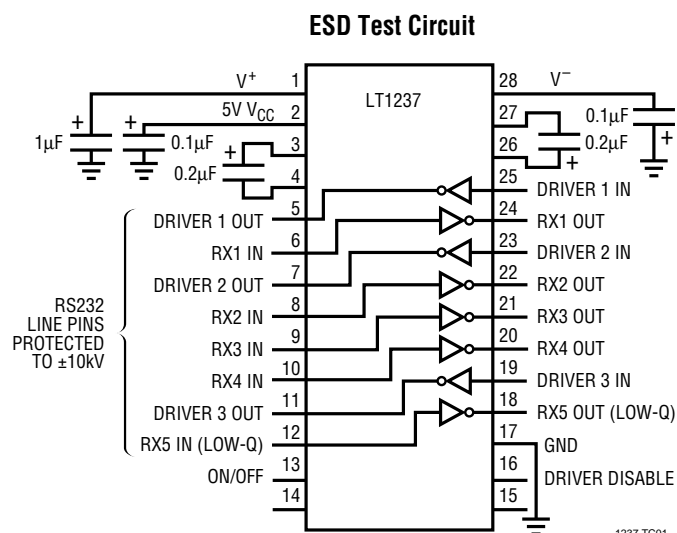 ESD Test Circuit
LT1237
V+ 1
5V VCC 2
3
4
1µF
+
0.1µF
+
0.2µF
+
DRIVER 1 OUT 5
RX1 IN 6
DRIVER 2 OUT 7
RX2 IN 8
RX3 IN 9
RX4 IN 10
DRIVER 3 OUT 11
RX5 IN (LOW-Q) 12
ON/OFF 13
14
RS232
LINE PINS
PROTECTED
TO ±10kV
28 V−
27
26
0.1µF
+
0.2µF
+
25 DRIVER 1 IN
24 RX1 OUT
23 DRIVER 2 IN
22 RX2 OUT
21 RX3 OUT
20 RX4 OUT
19 DRIVER 3 IN
18 RX5 OUT (LOW-Q)
17 GND
16 DRIVER DISABLE
15